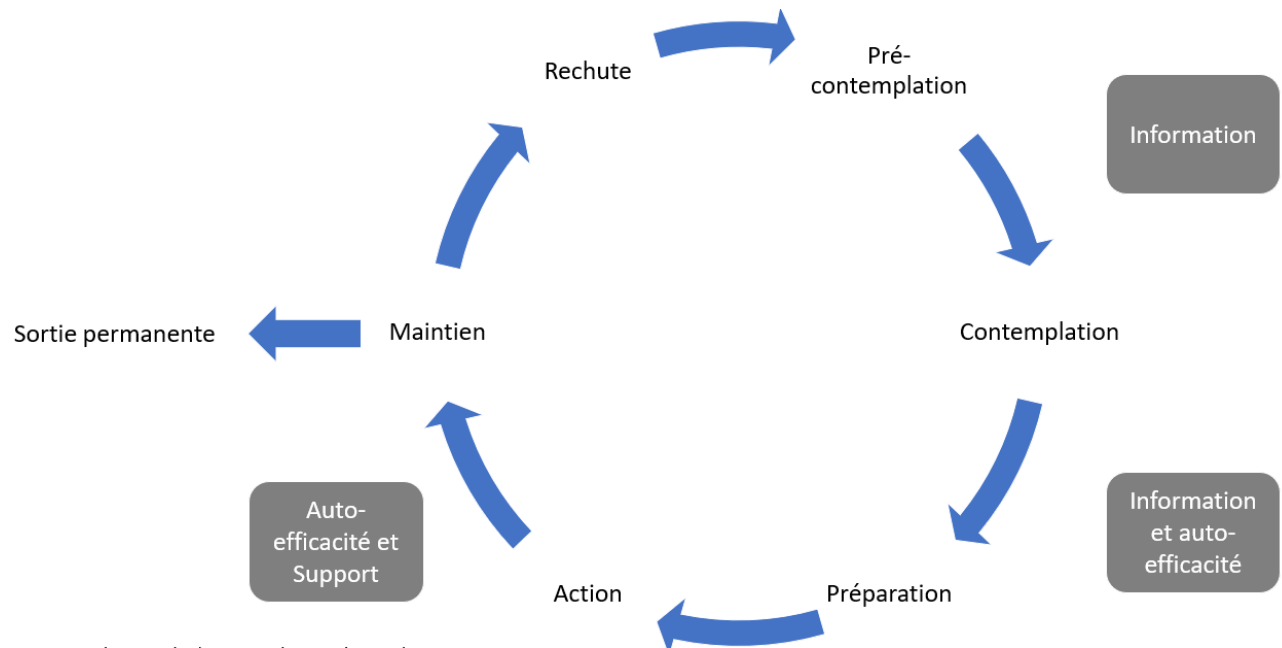 Rechute
Pré-
contemplation
Information
Sortie permanente
Maintien
Contemplation
Auto-
efficacité et
Support
Information
et auto-
efficacité
Action
Préparation